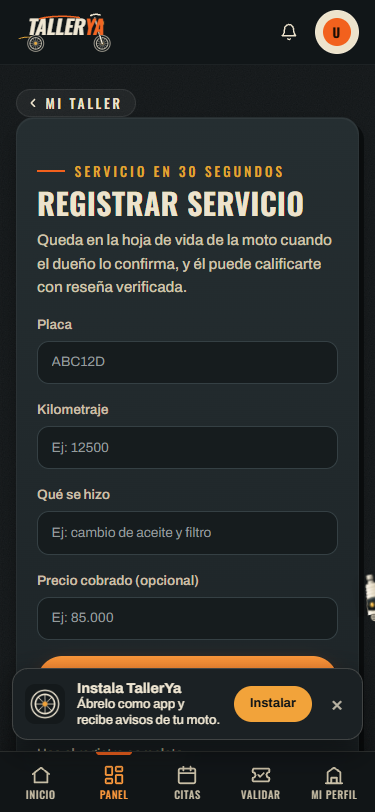 TALLERYA
U
MI TALLER
SERVICIO EN 30 SEGUNDOS
REGISTRAR SERVICIO
Queda en la hoja de vida de la moto cuando
el dueño lo confirma, y él puede calificarte
con reseña verificada.
Placa
ABC12D
Kilometraje
Ej: 12500
Qué se hizo
Ej: cambio de aceite y filtro
Precio cobrado (opcional)
Ej: 85.000
Instala TallerYa
Ábrelo como app y
recibe avisos de tu moto.
Instalar
INICIO
PANEL
CITAS
VALIDAR
MI PERFIL